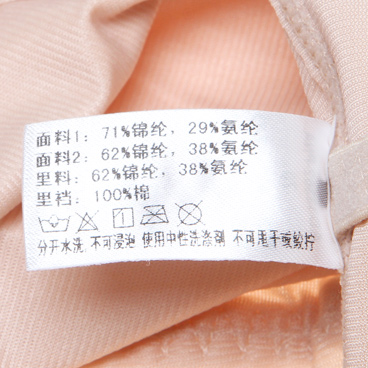 面料1：71%锦纶，29%氨纶
面料2：62%锦纶，38%氨纶
里料：62%锦纶，38%氨纶
里裆：100%棉
分开水洗 不可浸泡 使用中性洗涤剂 不可甩干或絞拧